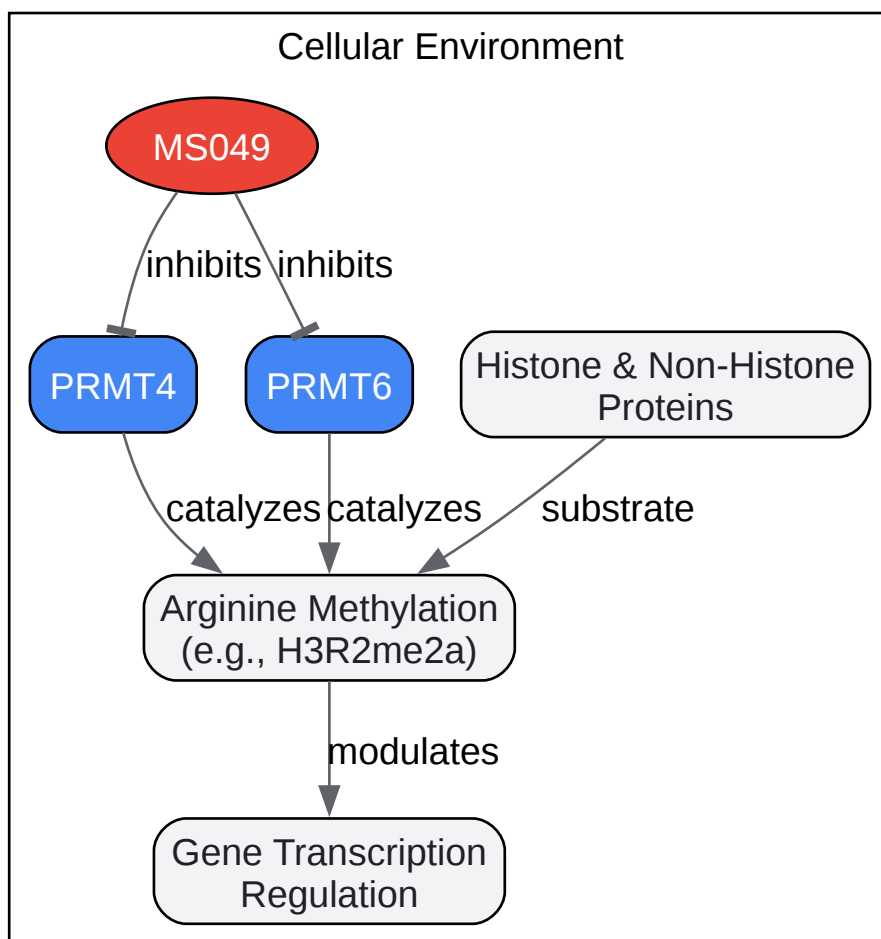 Cellular Environment
MS049
inhibits
inhibits
PRMT4
PRMT6
Histone & Non-Histone
Proteins
catalyzes
catalyzes
substrate
Arginine Methylation
(e.g., H3R2me2a)
modulates
Gene Transcription
Regulation